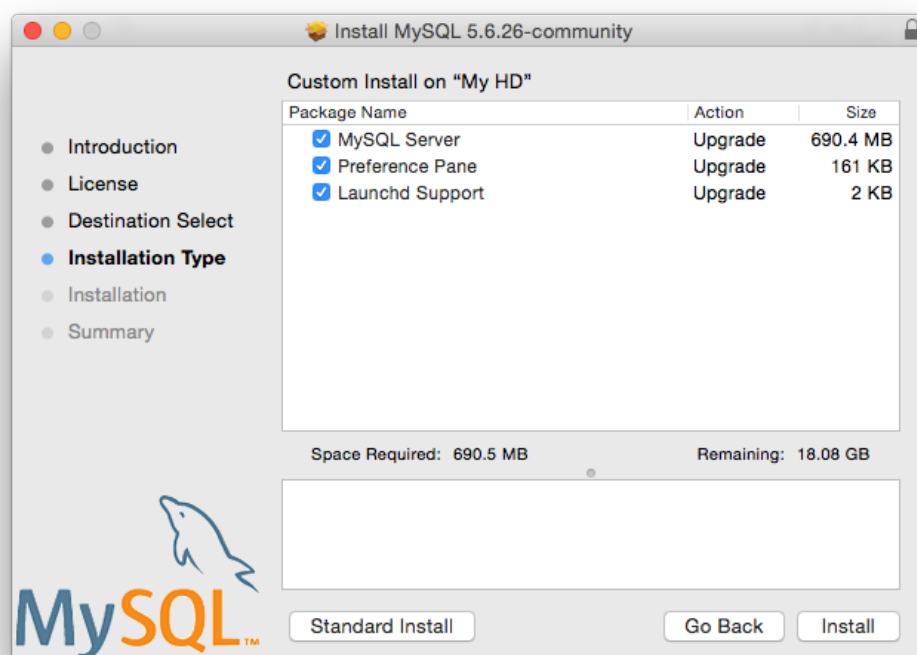 Install MySQL 5.6.26-community
Introduction
License
Destination Select
Installation Type
Installation
Summary
Custom Install on “My HD”
Package Name Action Size
MySQL Server Upgrade 690.4 MB
Preference Pane Upgrade 161 KB
Launchd Support Upgrade 2 KB
Space Required: 690.5 MB Remaining: 18.08 GB
MySQL™
Standard Install Go Back Install